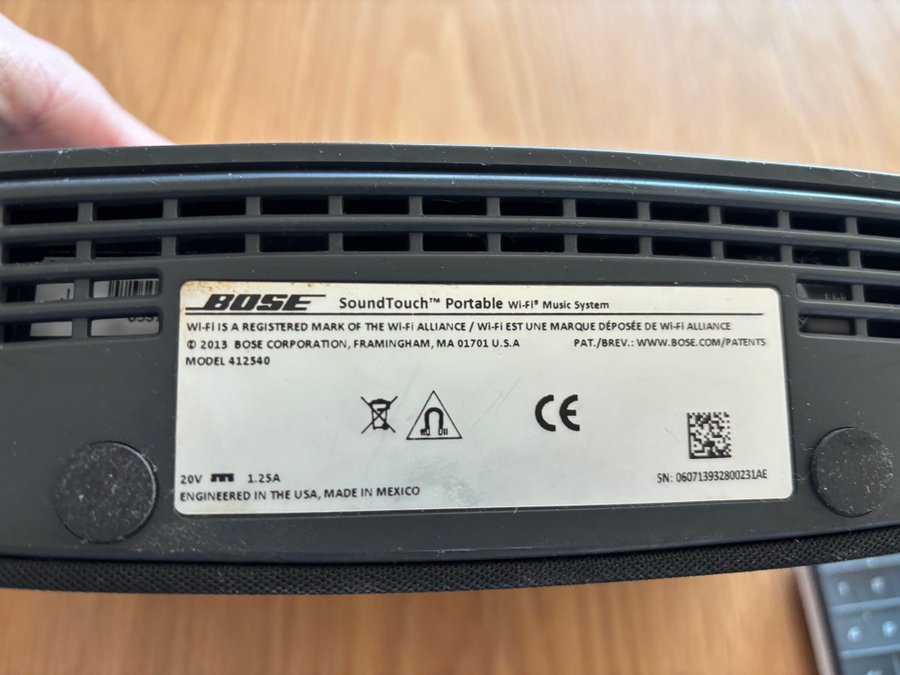 BOSE SoundTouch™ Portable Wi-Fi® Music System
Wi-Fi IS A REGISTERED MARK OF THE Wi-Fi ALLIANCE / Wi-Fi EST UNE MARQUE DÉPOSÉE DE Wi-Fi ALLIANCE
© 2013 BOSE CORPORATION, FRAMINGHAM, MA 01701 U.S.A PAT./BREV.: WWW.BOSE.COM/PATENTS
MODEL 412540
CE
20V ⎓ 1.25A
SN: 060713932800231AE
ENGINEERED IN THE USA, MADE IN MEXICO